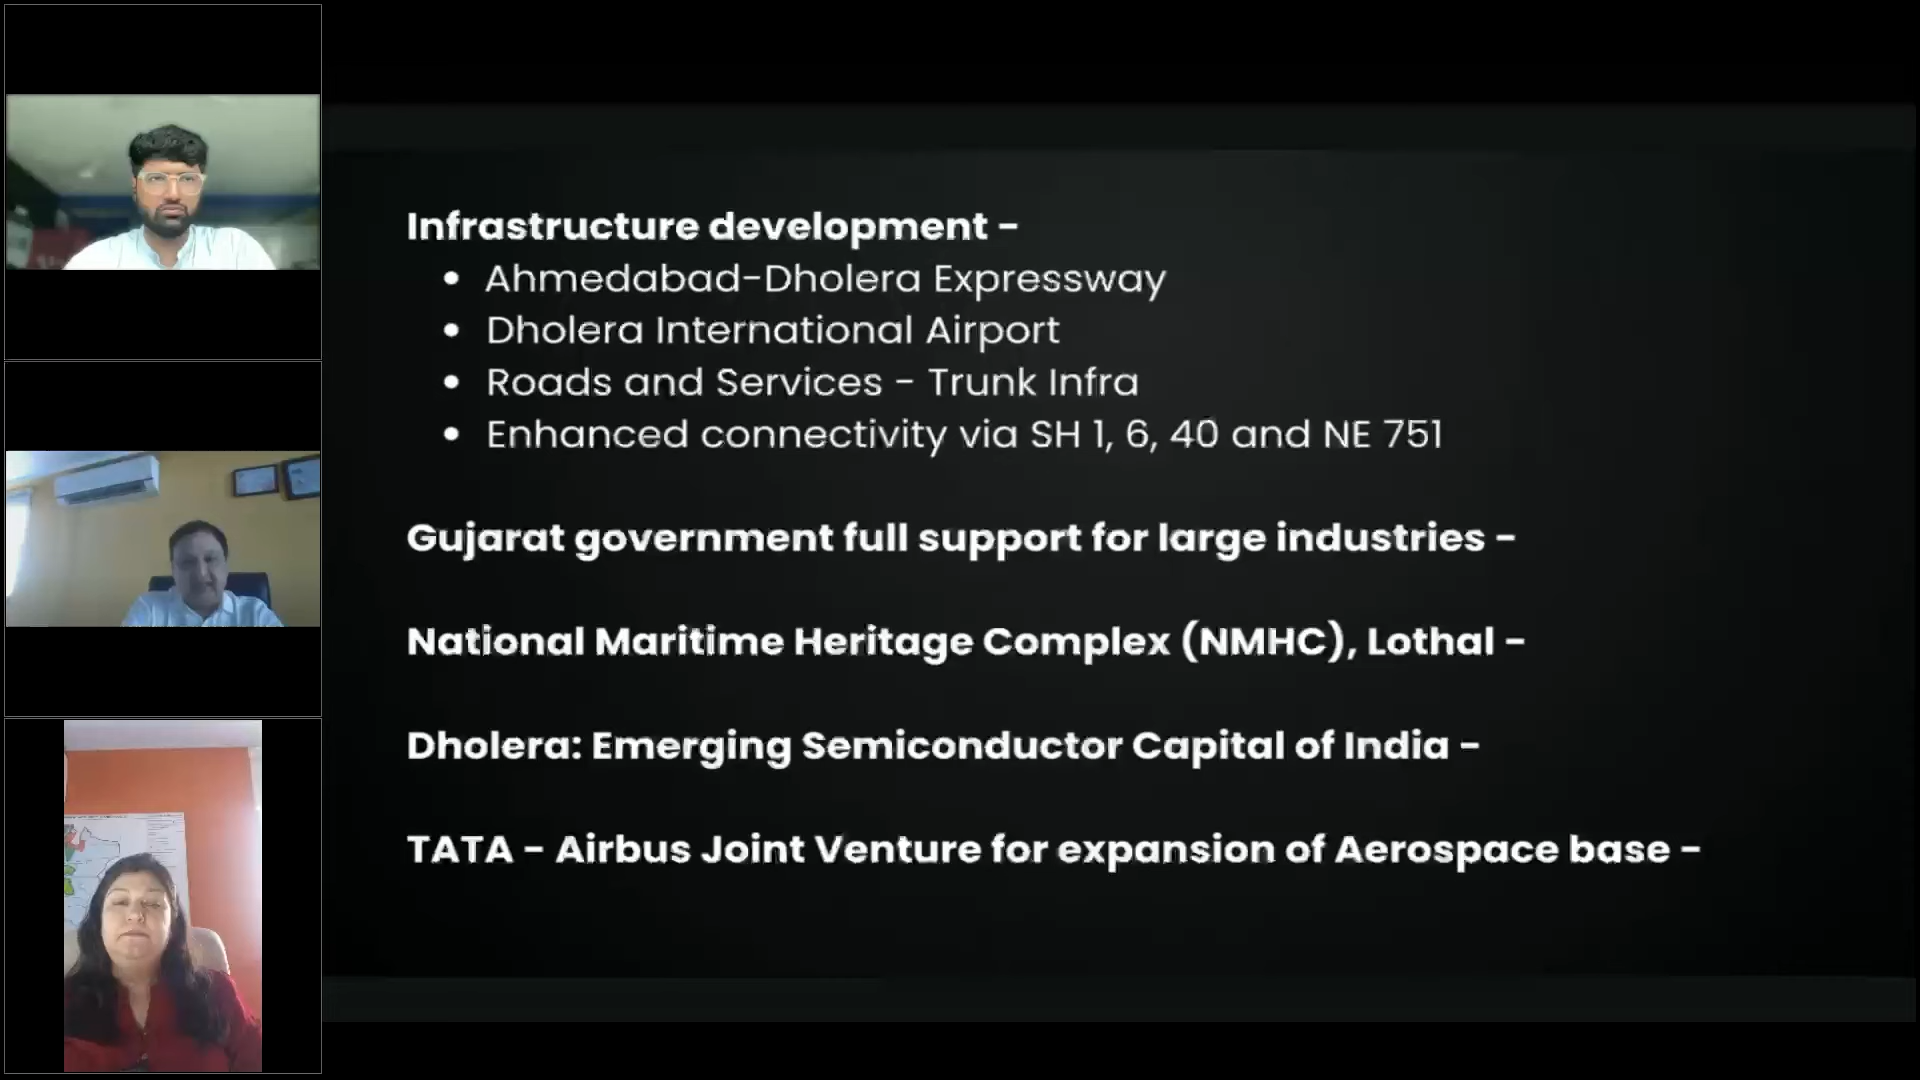 Infrastructure development -
• Ahmedabad-Dholera Expressway
• Dholera International Airport
• Roads and Services - Trunk Infra
• Enhanced connectivity via SH 1, 6, 40 and NE 751
Gujarat government full support for large industries -
National Maritime Heritage Complex (NMHC), Lothal -
Dholera: Emerging Semiconductor Capital of India -
TATA - Airbus Joint Venture for expansion of Aerospace base -